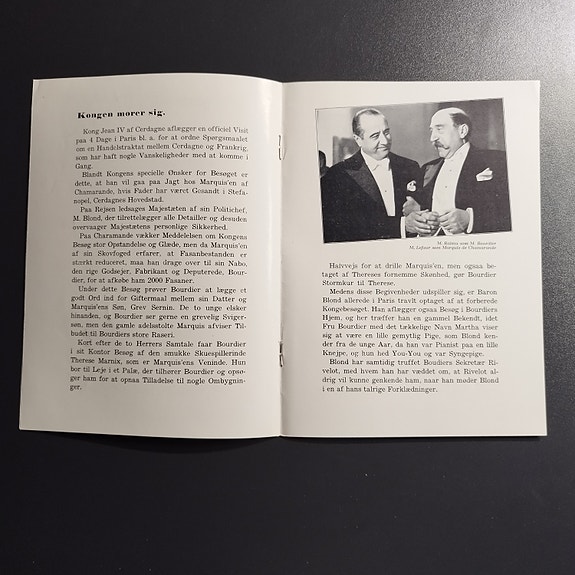 Kongen morer sig.
Kong Jean IV af Cerdagne aflægger en officiel Visit
paa 4 Dage i Paris bl. a. for at ordne Spørgsmaalet
om en Handelstraktat mellem Cerdagne og Frankrig,
som har haft nogle Vanskeligheder med at komme i
Gang.
Blandt Kongens specielle Ønsker for Besøget er
dette, at han vil gaa paa Jagt hos Marquis'en af
Chamarande, hvis Fader har været Gesandt i Stefa-
nopel, Cerdagnes Hovedstad.
Paa Rejsen ledsages Majestæten af sin Politichef,
M. Blond, der tilrettelægger alle Detailler og desuden
overvaager Majestætens personlige Sikkerhed.
Paa Charamande vækker Meddelelsen om Kongens
Besøg stor Opstandelse og Glæde, men da Marquis'en
af sin Skovfoged erfarer, at Fasanbestanden er
stærkt reduceret, maa han drage over til sin Nabo,
den rige Godsejer, Fabrikant og Deputerede, Bour-
dier, for at afkøbe ham 2000 Fasaner.
Under dette Besøg prøver Bourdier at lægge et
godt Ord ind for Giftermaal mellem sin Datter og
Marquis'ens Søn, Grev Sernin. De to unge elsker
hinanden, og Bourdier ser gerne en grevelig Sviger-
søn, men den gamle adelsstolte Marquis afviser Til-
budet til Bourdiers store Raseri.
Kort efter de to Herrers Samtale faar Bourdier
i sit Kontor Besøg af den smukke Skuespillerinde
Therese Marnix, som er Marquis'ens Veninde. Hun
bor til Leje i et Palæ, der tilhører Bourdier og opsø-
ger ham for at opnaa Tilladelse til nogle Ombygnin-
ger.
M. Raimu som M. Bourdier
M. Lefaur som Marquis de Chamarande
Halvvejs for at drille Marquis'en, men ogsaa be-
taget af Thereses fornemme Skønhed, gør Bourdier
Stormkur til Therese.
Medens disse Begivenheder udspiller sig, er Baron
Blond allerede i Paris travlt optaget af at forberede
Kongebesøget. Han aflægger ogsaa Besøg i Bourdiers
Hjem, og her træffer han en gammel Bekendt, idet
Fru Bourdier med det tækkelige Navn Martha viser
sig at være en lille gemytlig Pige, som Blond ken-
der fra de unge Aar, da han var Pianist paa en lille
Knejpe, og hun hed You-You og var Syngepige.
Blond har samtidig truffet Boudiers Sekretær Ri-
velot, med hvem han har væddet om, at Rivelot al-
drig vil kunne genkende ham, naar han møder Blond
i en af hans talrige Forklædninger.